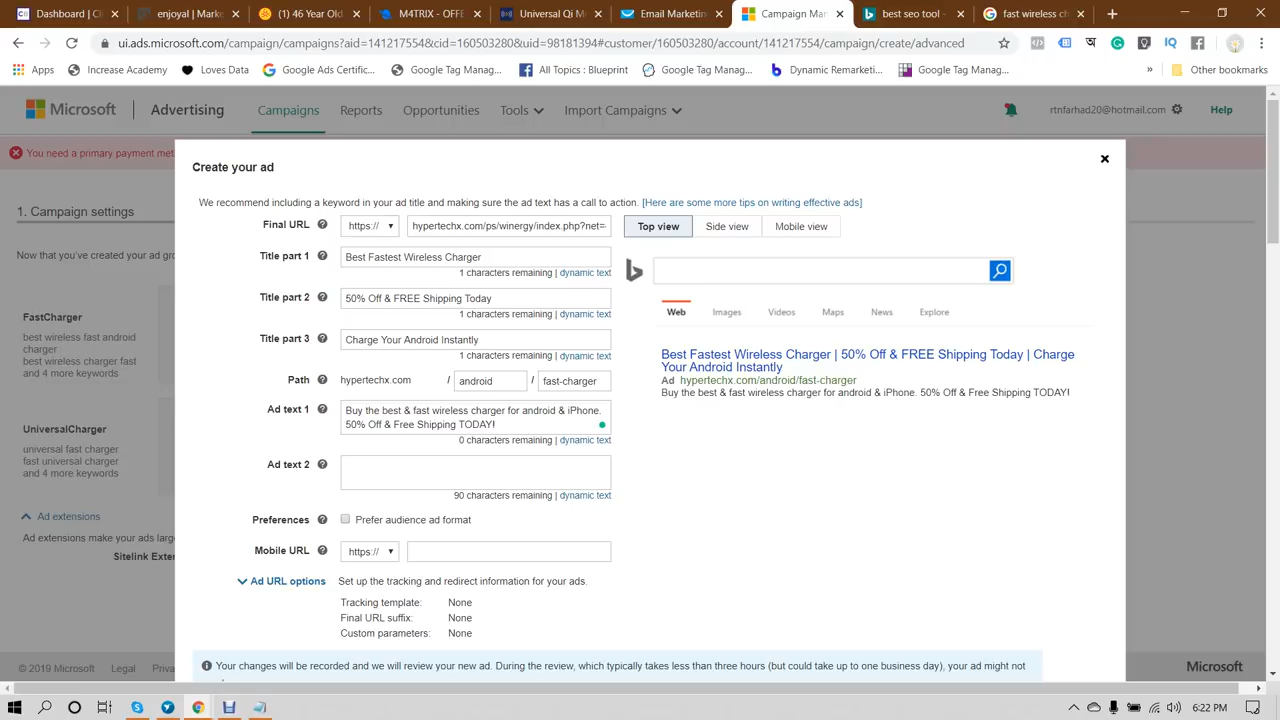 Dashboard | Clic
enjoyal | Mercha
(1) 46 Year Old
M4TRIX - OFFE
Universal Qi M
Email Marketin
Campaign Man
best seo tool -
fast wireless ch
ui.ads.microsoft.com/campaign/campaigns?aid=141217554&cid=160503280&uid=98181394#customer/160503280/account/141217554/campaign/create/advanced
Apps
Increase Academy
Loves Data
Google Ads Certific...
Google Tag Manag...
All Topics : Blueprint
Google Tag Manag...
Dynamic Remarketi...
Google Tag Manag...
»
Other bookmarks
Microsoft
Advertising
Campaigns
Reports
Opportunities
Tools
Import Campaigns
rtnfarhad20@hotmail.com
Help
You need a primary payment met
1. Campaign settings
Now that you've created your ad gro
FastCharger
best wireless fast android
charger
best wireless charger fast
and 4 more keywords
UniversalCharger
universal fast charger
fast universal charger
and 4 more keywords
Ad extensions
Ad extensions make your ads larg
Sitelink Exten
© 2019 Microsoft
Legal
Priva
Microsoft
Create your ad
We recommend including a keyword in your ad title and making sure the ad text has a call to action. [Here are some more tips on writing effective ads]
Final URL
https://
hypertechx.com/ps/winergy/index.php?net=
Top view
Side view
Mobile view
Title part 1
Best Fastest Wireless Charger
1 characters remaining | dynamic text
Title part 2
50% Off & FREE Shipping Today
1 characters remaining | dynamic text
Title part 3
Charge Your Android Instantly
1 characters remaining | dynamic text
Path
hypertechx.com / android / fast-charger
Ad text 1
Buy the best & fast wireless charger for android & iPhone.
50% Off & Free Shipping TODAY!
0 characters remaining | dynamic text
Ad text 2
90 characters remaining | dynamic text
Preferences
Prefer audience ad format
Mobile URL
https://
Ad URL options
Set up the tracking and redirect information for your ads.
Tracking template: None
Final URL suffix: None
Custom parameters: None
Your changes will be recorded and we will review your new ad. During the review, which typically takes less than three hours (but could take up to one business day), your ad might not
Web
Images
Videos
Maps
News
Explore
Best Fastest Wireless Charger | 50% Off & FREE Shipping Today | Charge
Your Android Instantly
Ad hypertechx.com/android/fast-charger
Buy the best & fast wireless charger for android & iPhone. 50% Off & FREE Shipping TODAY!
6:22 PM